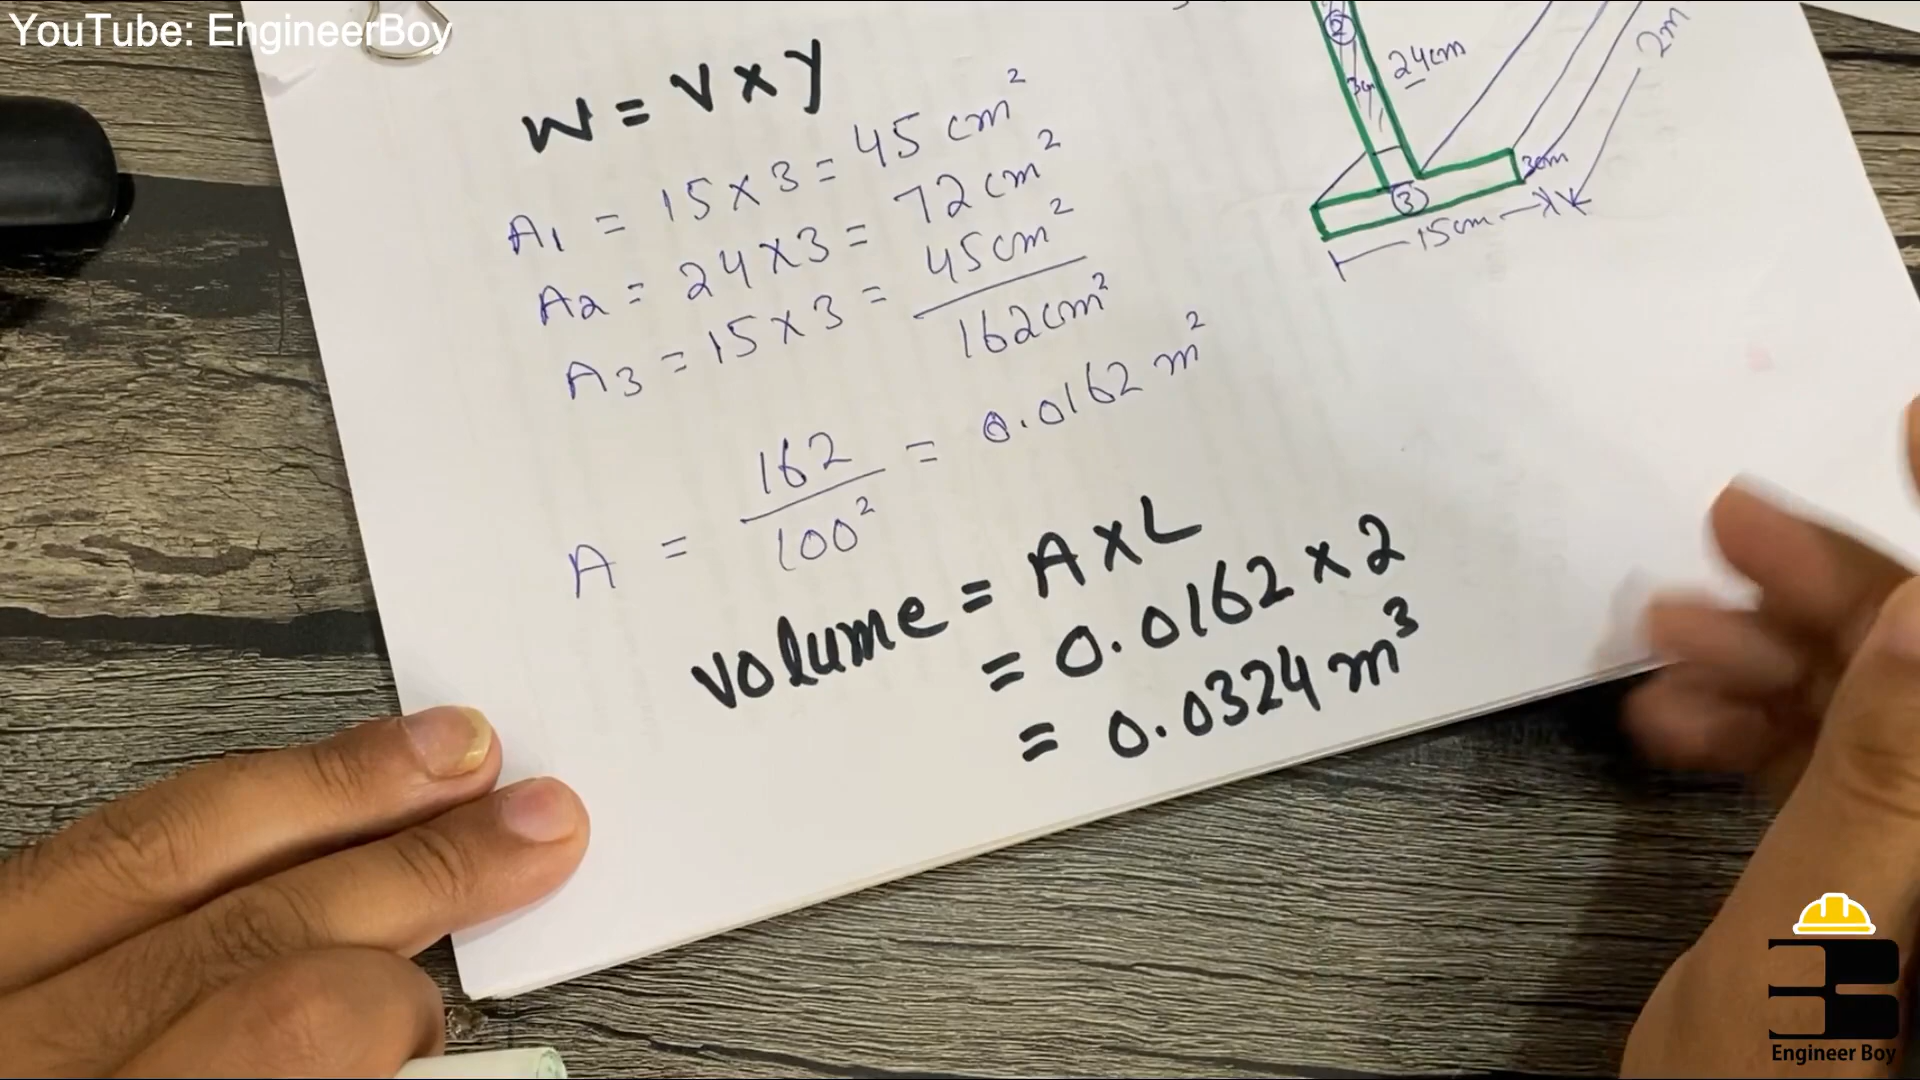 YouTube: EngineerBoy
W = V x γ
A1 = 15 x 3 = 45 cm²
A2 = 24 x 3 = 72 cm²
A3 = 15 x 3 = 45 cm²
162 cm²
A = 162 / 100² = 0.0162 m²
Volume = A x L
= 0.0162 x 2
= 0.0324 m³
2
3cm
24cm
2m
3cm
3
15cm
Engineer Boy